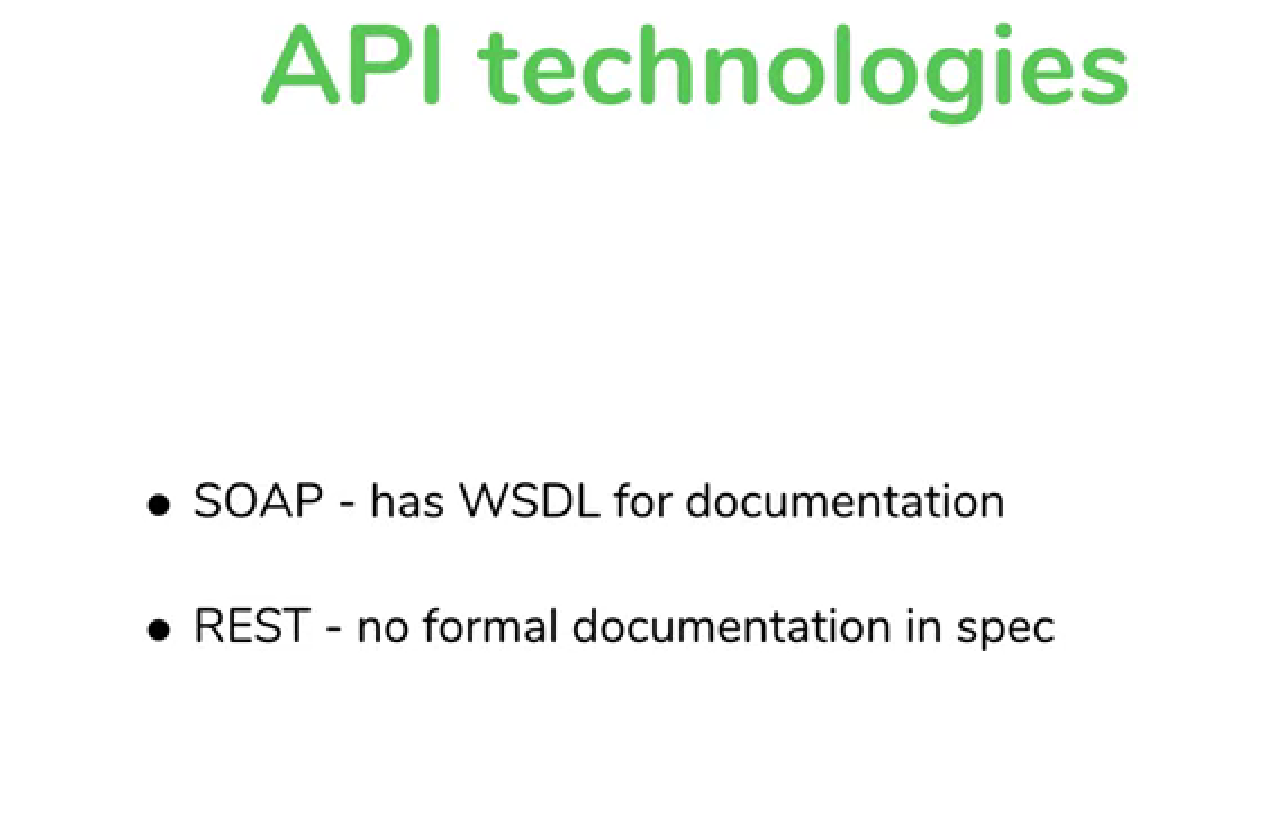 API technologies
• SOAP - has WSDL for documentation
• REST - no formal documentation in spec